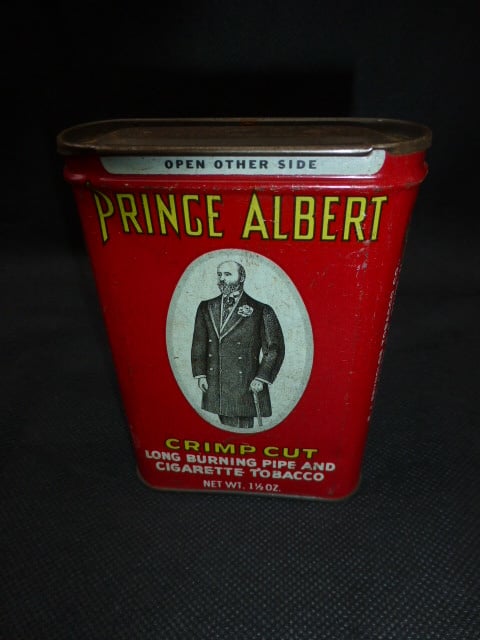 OPEN OTHER SIDE
PRINCE ALBERT
CRIMP CUT
LONG BURNING PIPE AND
CIGARETTE TOBACCO
NET WT. 1½ OZ.